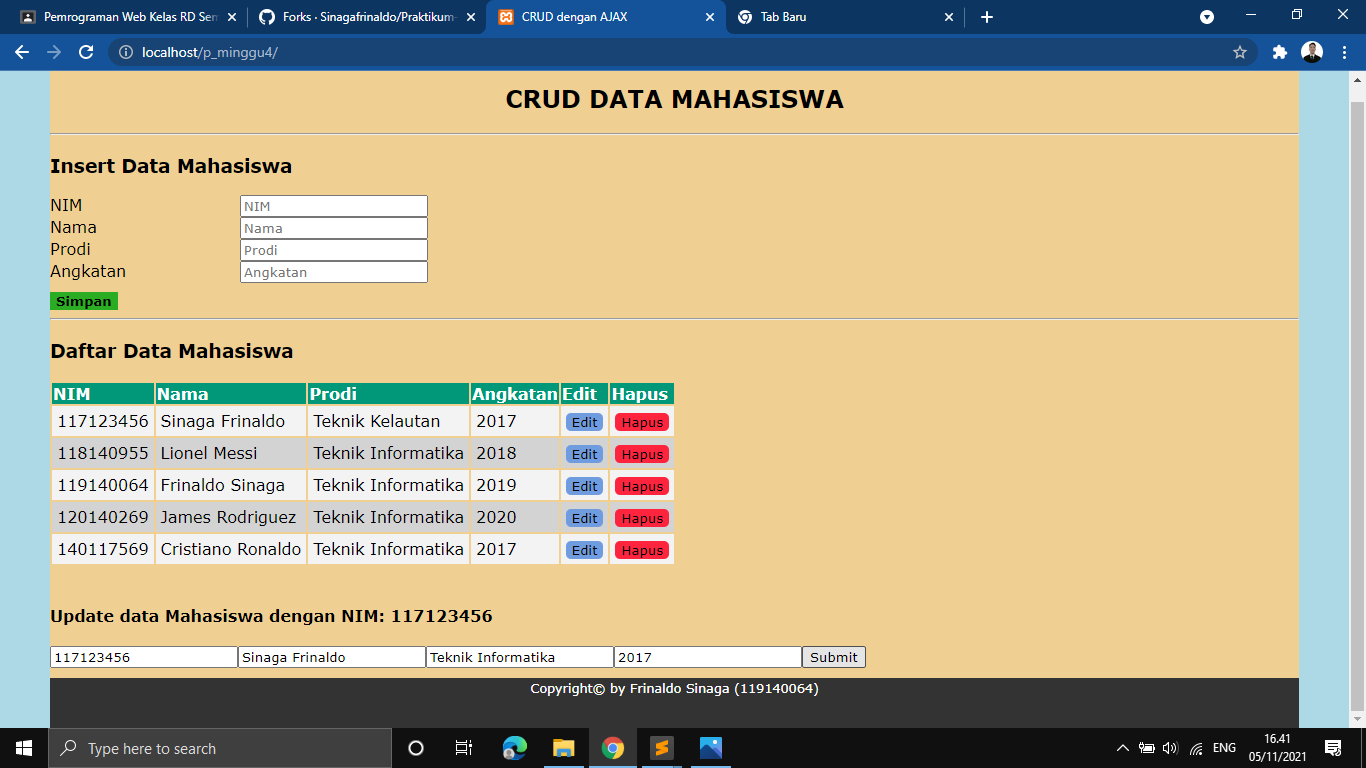 Pemrograman Web Kelas RD Sem
Forks · Sinagafrinaldo/Praktikum-
CRUD dengan AJAX
Tab Baru
localhost/p_minggu4/
CRUD DATA MAHASISWA
Insert Data Mahasiswa
NIM NIM
Nama Nama
Prodi Prodi
Angkatan Angkatan
Simpan
Daftar Data Mahasiswa
NIM Nama Prodi Angkatan Edit Hapus
117123456 Sinaga Frinaldo Teknik Kelautan 2017 Edit Hapus
118140955 Lionel Messi Teknik Informatika 2018 Edit Hapus
119140064 Frinaldo Sinaga Teknik Informatika 2019 Edit Hapus
120140269 James Rodriguez Teknik Informatika 2020 Edit Hapus
140117569 Cristiano Ronaldo Teknik Informatika 2017 Edit Hapus
Update data Mahasiswa dengan NIM: 117123456
117123456 Sinaga Frinaldo Teknik Informatika 2017 Submit
Copyright© by Frinaldo Sinaga (119140064)
Type here to search
ENG
16.41
05/11/2021